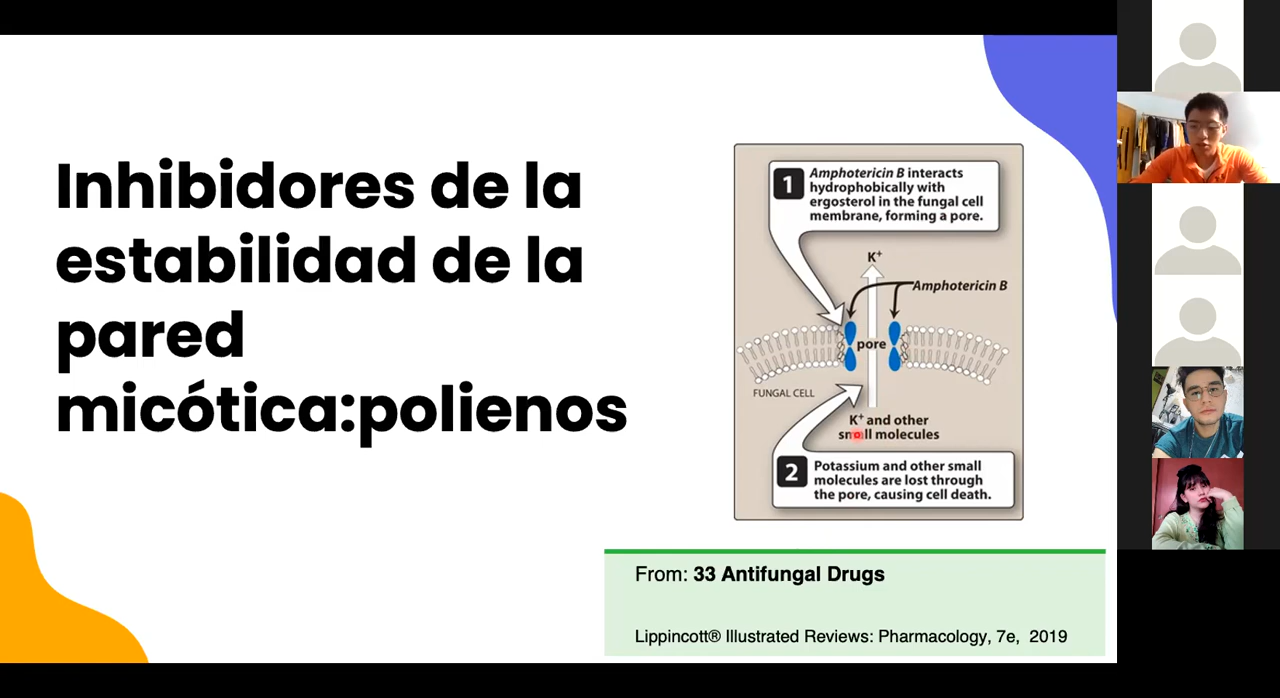 Inhibidores de la
estabilidad de la
pared
micótica:polienos
1
Amphotericin B interacts
hydrophobically with
ergosterol in the fungal cell
membrane, forming a pore.
K⁺
Amphotericin B
pore
FUNGAL CELL
K⁺ and other
small molecules
2
Potassium and other small
molecules are lost through
the pore, causing cell death.
From: 33 Antifungal Drugs
Lippincott® Illustrated Reviews: Pharmacology, 7e, 2019